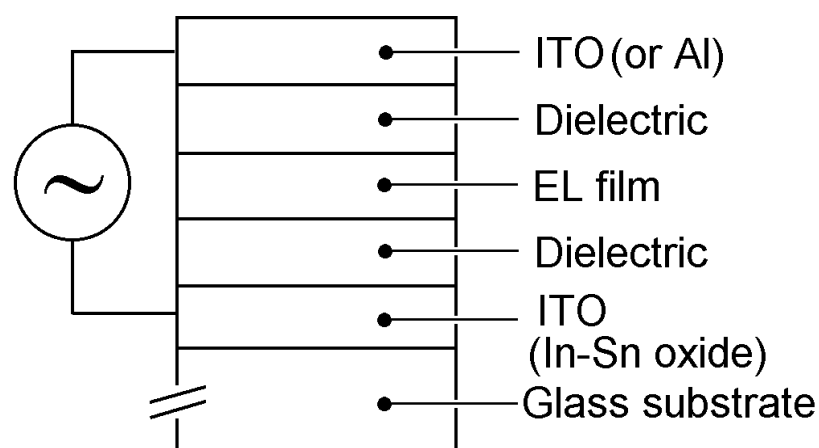 ITO (or Al)
Dielectric
EL film
Dielectric
ITO
(In-Sn oxide)
Glass substrate